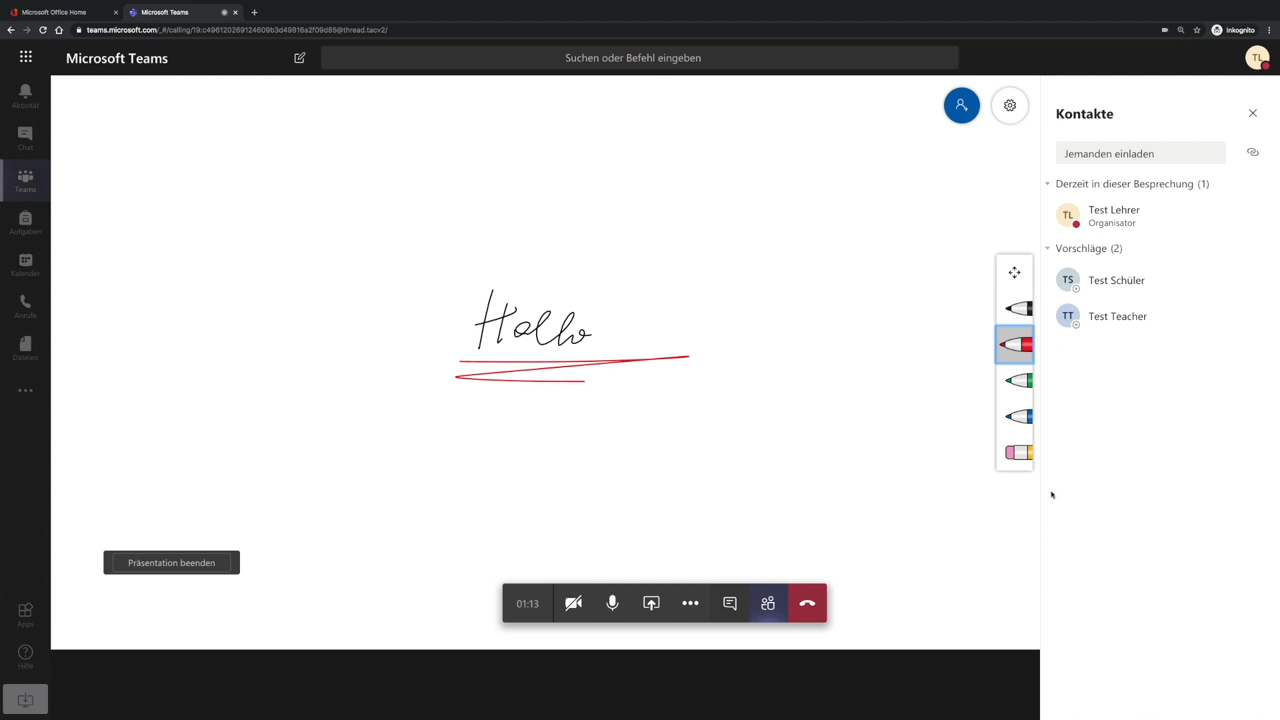 Microsoft Office Home
Microsoft Teams
teams.microsoft.com/_#/calling/19:c496120269124609b3d49816a2f09d85@thread.tacv2/
Inkognito
Microsoft Teams
Suchen oder Befehl eingeben
TL
Aktivität
Chat
Teams
Aufgaben
Kalender
Anrufe
Dateien
Apps
Hilfe
Hallo
Präsentation beenden
01:13
Kontakte
Jemanden einladen
Derzeit in dieser Besprechung (1)
TL Test Lehrer
Organisator
Vorschläge (2)
TS Test Schüler
TT Test Teacher